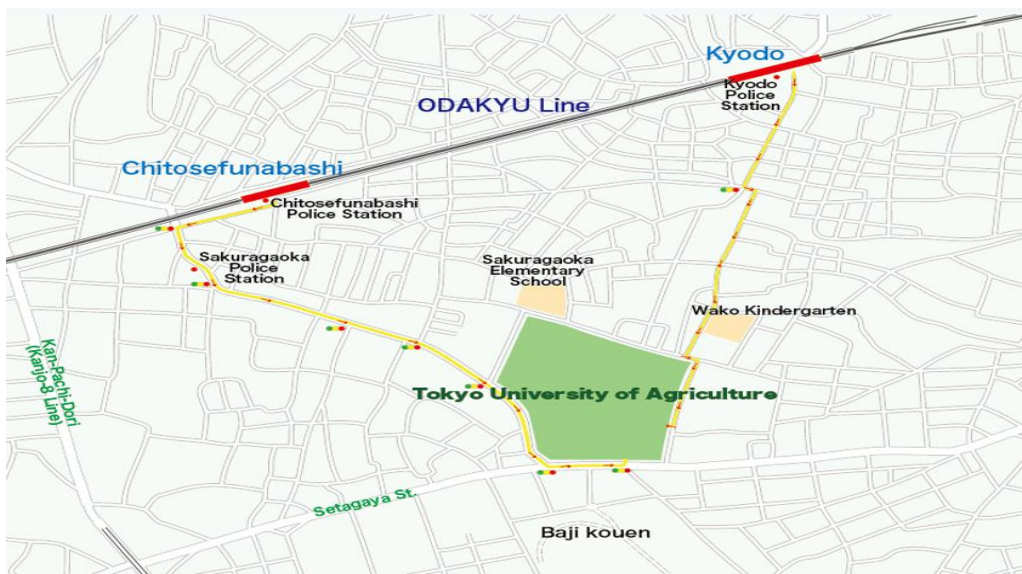 Kyodo
Kyodo
Police
Station
ODAKYU Line
Chitosefunabashi
Chitosefunabashi
Police Station
Sakuragaoka
Police
Station
Sakuragaoka
Elementary
School
Wako Kindergarten
Kan-Pachi-Dori
(Kanjo-8 Line)
Tokyo University of Agriculture
Setagaya St.
Baji kouen